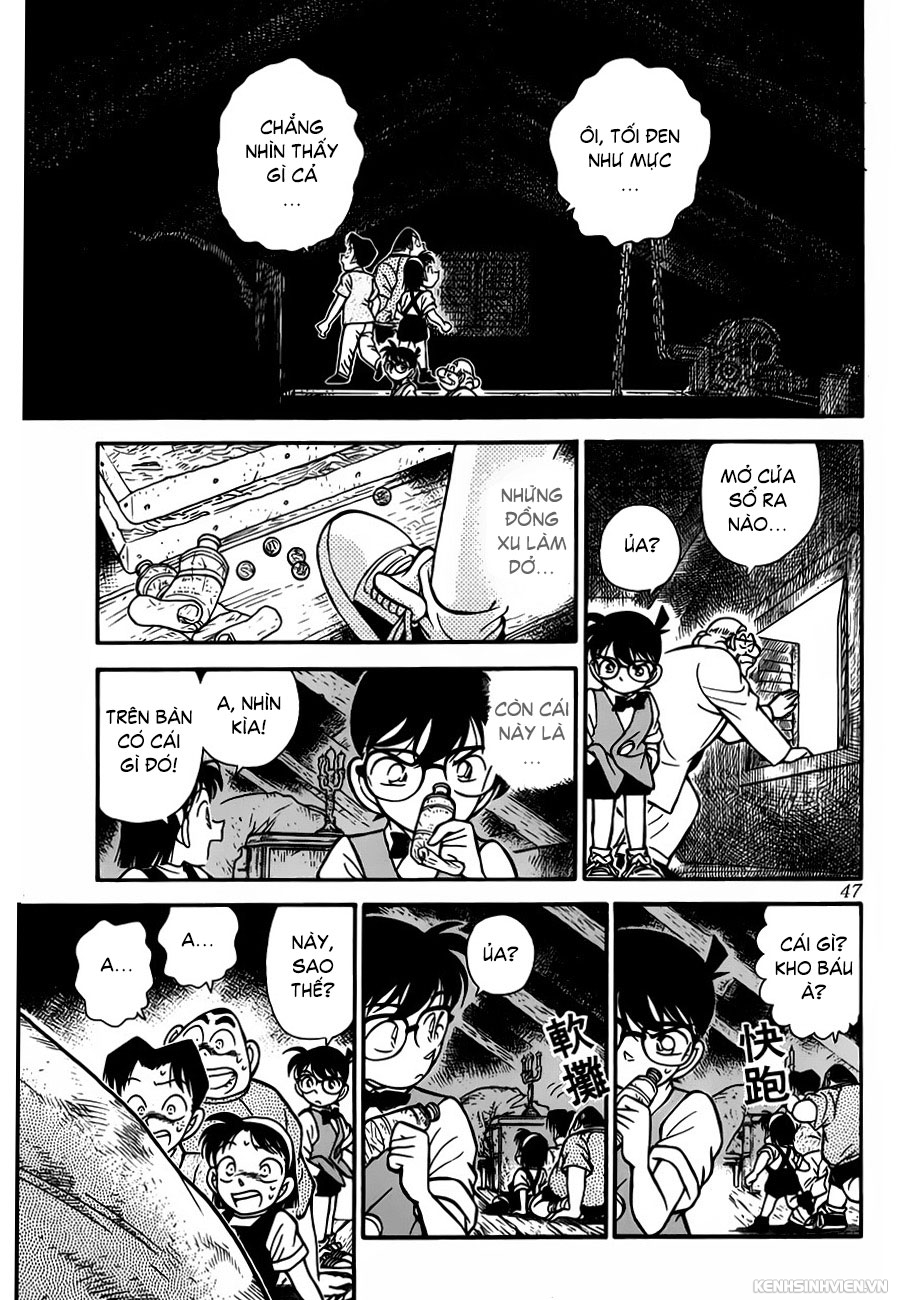 ÔI, TỐI ĐEN
NHƯ MỰC
...
CHẲNG
NHÌN THẤY
GÌ CẢ
...
MỞ CỬA
SỔ RA
NÀO...
ỦA?
NHỮNG
ĐỒNG
XU LÀM
DỞ...
CÒN CÁI
NÀY LÀ
...
A, NHÌN
KÌA!
TRÊN BÀN
CÓ CÁI
GÌ ĐÓ!
47
CÁI GÌ?
KHO BÁU
À?
快跑
ỦA?
軟攤
NÀY,
SAO
THẾ?
A...
A...
KENHSINHVIEN.VN